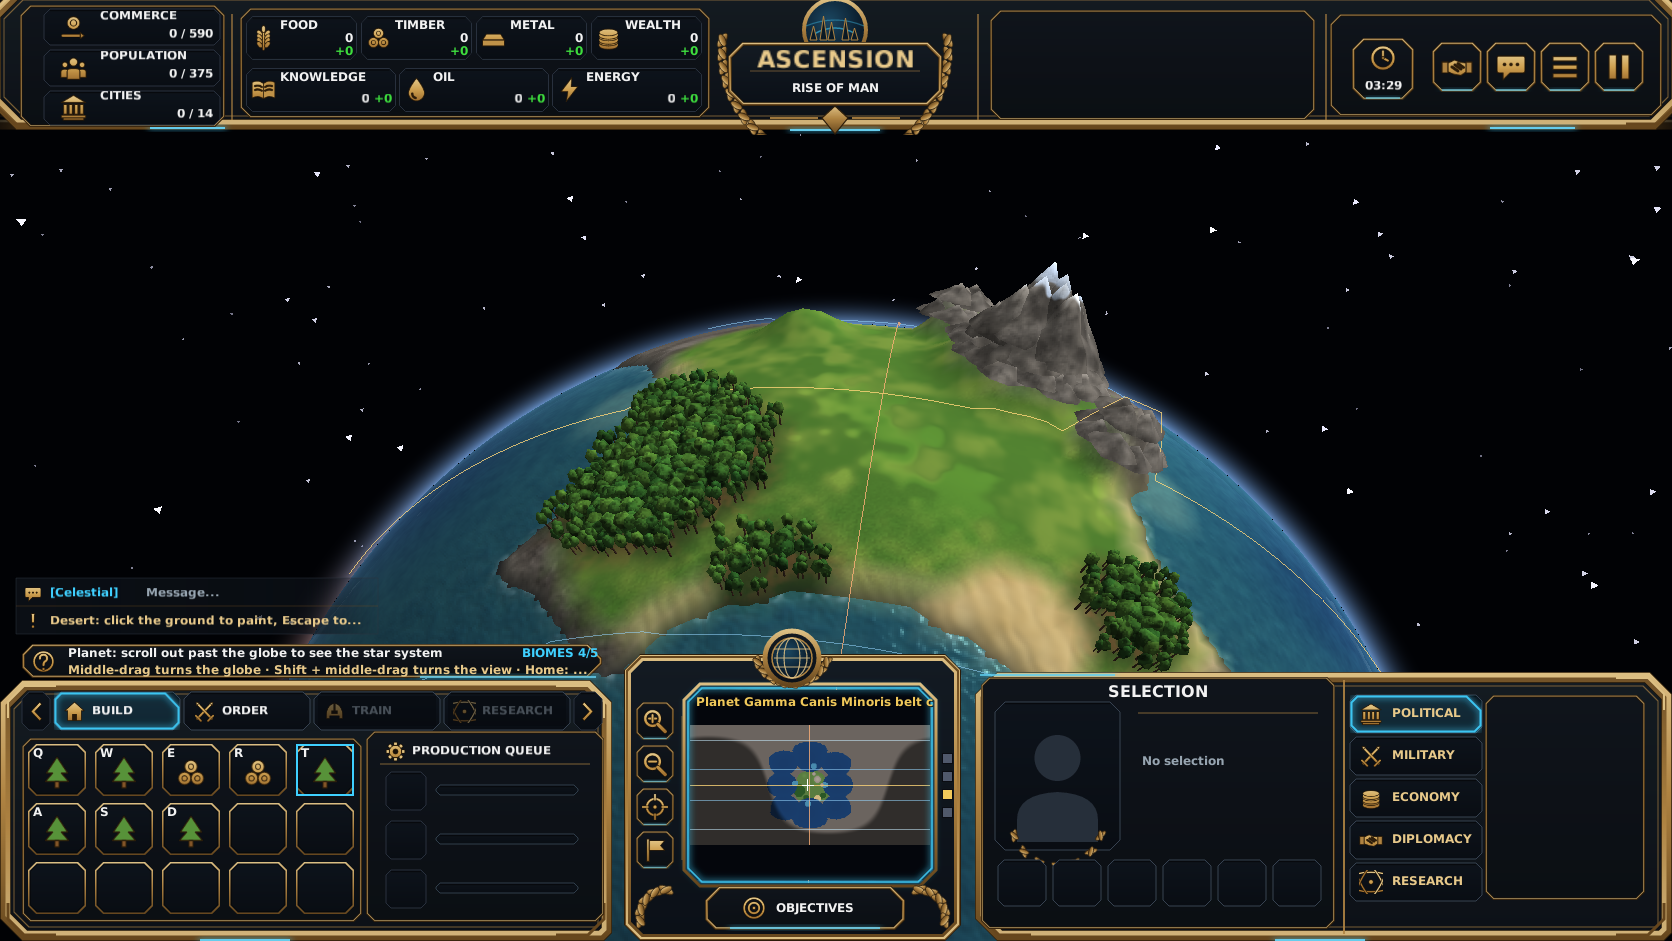 COMMERCE
0 / 590
POPULATION
0 / 375
CITIES
0 / 14
FOOD
0
+0
TIMBER
0
+0
METAL
0
+0
WEALTH
0
+0
KNOWLEDGE
0 +0
OIL
0 +0
ENERGY
0 +0
ASCENSION
RISE OF MAN
03:29
[Celestial] Message...
! Desert: click the ground to paint, Escape to...
? Planet: scroll out past the globe to see the star system BIOMES 4/5
Middle-drag turns the globe · Shift + middle-drag turns the view · Home: ...
BUILD
ORDER
TRAIN
RESEARCH
Q
W
E
R
T
A
S
D
PRODUCTION QUEUE
Planet Gamma Canis Minoris belt c
OBJECTIVES
SELECTION
No selection
POLITICAL
MILITARY
ECONOMY
DIPLOMACY
RESEARCH